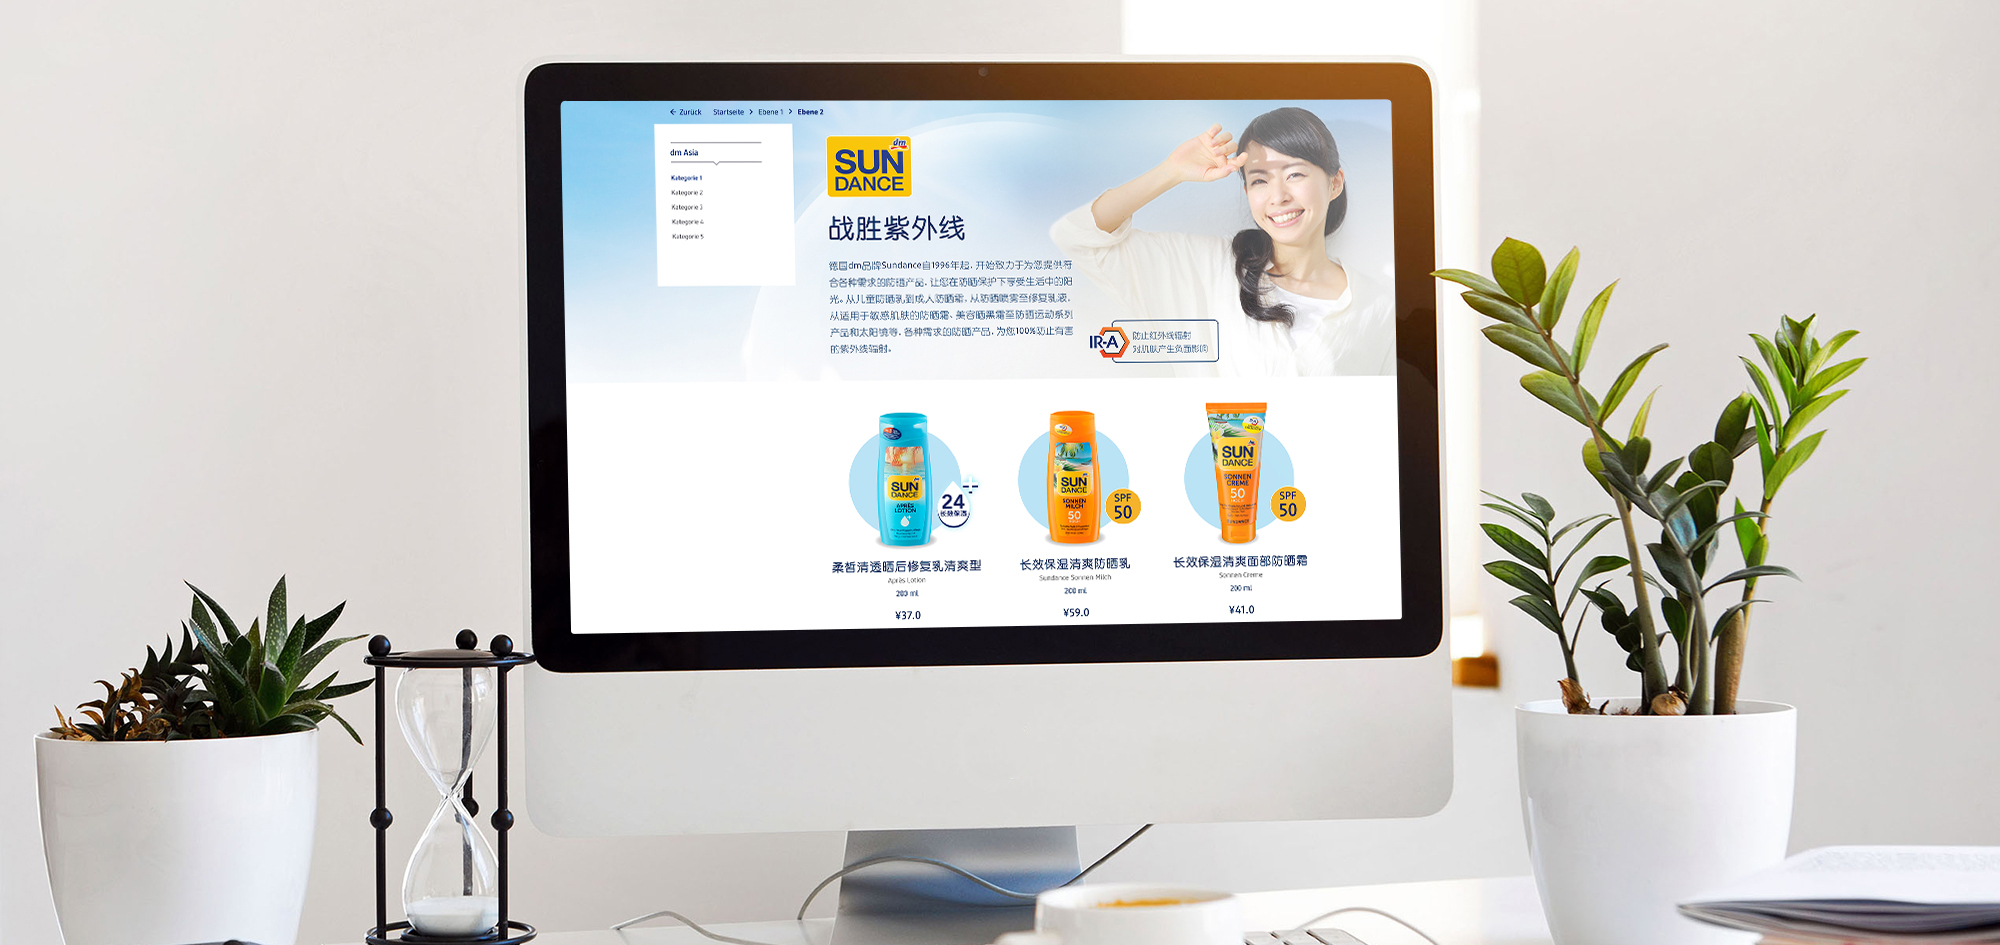 ← Zurück Startseite > Ebene 1 > Ebene 2
dm Asia
Kategorie 1
Kategorie 2
Kategorie 3
Kategorie 4
Kategorie 5
dm
SUN
DANCE
战胜紫外线
德国dm品牌Sundance自1996年起，开始致力于为您提供符
合各种需求的防晒产品，让您在防晒保护下享受生活中的阳
光。从儿童防晒乳到成人防晒霜，从防晒喷雾至修复乳液，
从适用于敏感肌肤的防晒霜、美容晒黑霜至防晒运动系列
产品和太阳镜等，各种需求的防晒产品，为您100%防止有害
的紫外线辐射。
IR-A
防止红外线辐射
对肌肤产生负面影响
SUN
DANCE
APRÈS
LOTION
24
长效保湿
柔皙清透晒后修复乳清爽型
Après Lotion
200 ml
¥37.0
SUN
DANCE
SONNEN
MILCH
50
SPF
50
长效保湿清爽防晒乳
Sundance Sonnen Milch
200 ml
¥59.0
SUN
DANCE
SONNEN
CREME
50
SPF
50
长效保湿清爽面部防晒霜
Sonnen Creme
200 ml
¥41.0